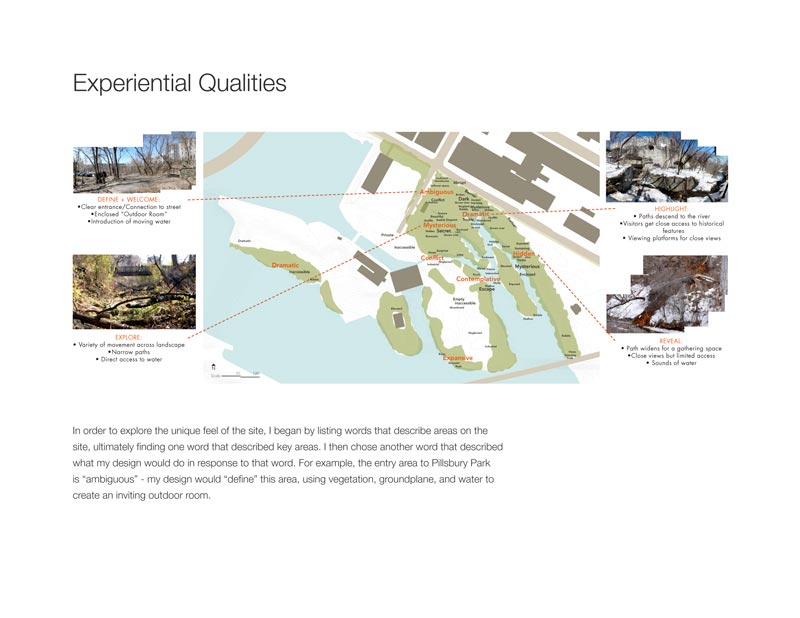 Experiential Qualities
DEFINE + WELCOME:
•Clear entrance/Connection to street
•Enclosed "Outdoor Room"
•Introduction of moving water
EXPLORE:
• Variety of movement across landscape
•Narrow paths
• Direct access to water
HIGHLIGHT:
• Paths descend to the river
•Visitors get close access to historical
features
• Viewing platforms for close views
REVEAL:
• Path widens for a gathering space
•Close views but limited access
• Sounds of water
Ambiguous
Conflict
Dark
Dramatic
Mysterious
Secret
Private
Inaccessible
Conflict
Hidden
Mysterious
Enclosed
Dramatic
Dramatic
Inaccessible
Contemplative
Escape
Empty
Inaccessible
Expansive
Scale
In order to explore the unique feel of the site, I began by listing words that describe areas on the
site, ultimately finding one word that described key areas. I then chose another word that described
what my design would do in response to that word. For example, the entry area to Pillsbury Park
is "ambiguous" - my design would "define" this area, using vegetation, groundplane, and water to
create an inviting outdoor room.